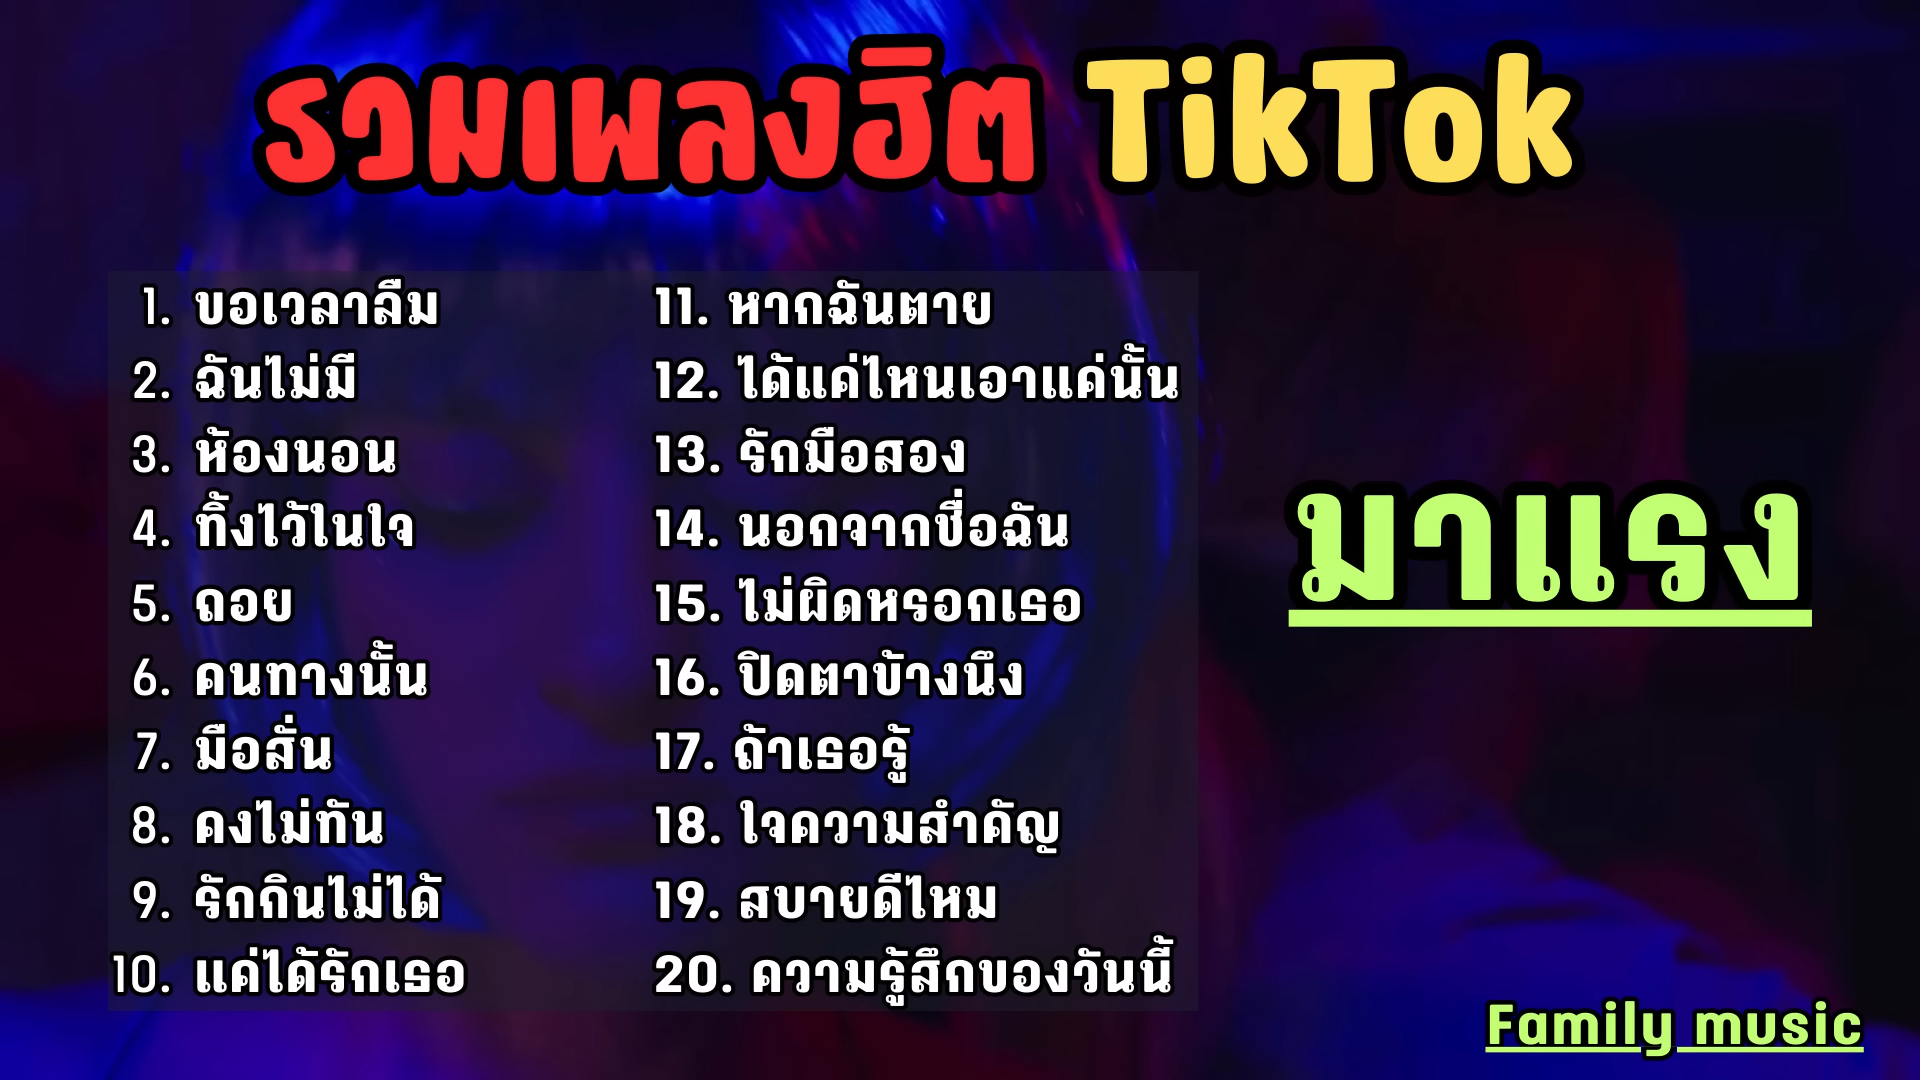 รวมเพลงฮิต TikTok
1. ขอเวลาลืม
2. ฉันไม่มี
3. ห้องนอน
4. ทิ้งไว้ในใจ
5. ถอย
6. คนทางนั้น
7. มือสั่น
8. คงไม่ทัน
9. รักกินไม่ได้
10. แค่ได้รักเธอ
11. หากฉันตาย
12. ได้แค่ไหนเอาแค่นั้น
13. รักมือสอง
14. นอกจากชื่อฉัน
15. ไม่ผิดหรอกเธอ
16. ปิดตาข้างนึง
17. ถ้าเธอรู้
18. ใจความสำคัญ
19. สบายดีไหม
20. ความรู้สึกของวันนี้
มาแรง
Family music